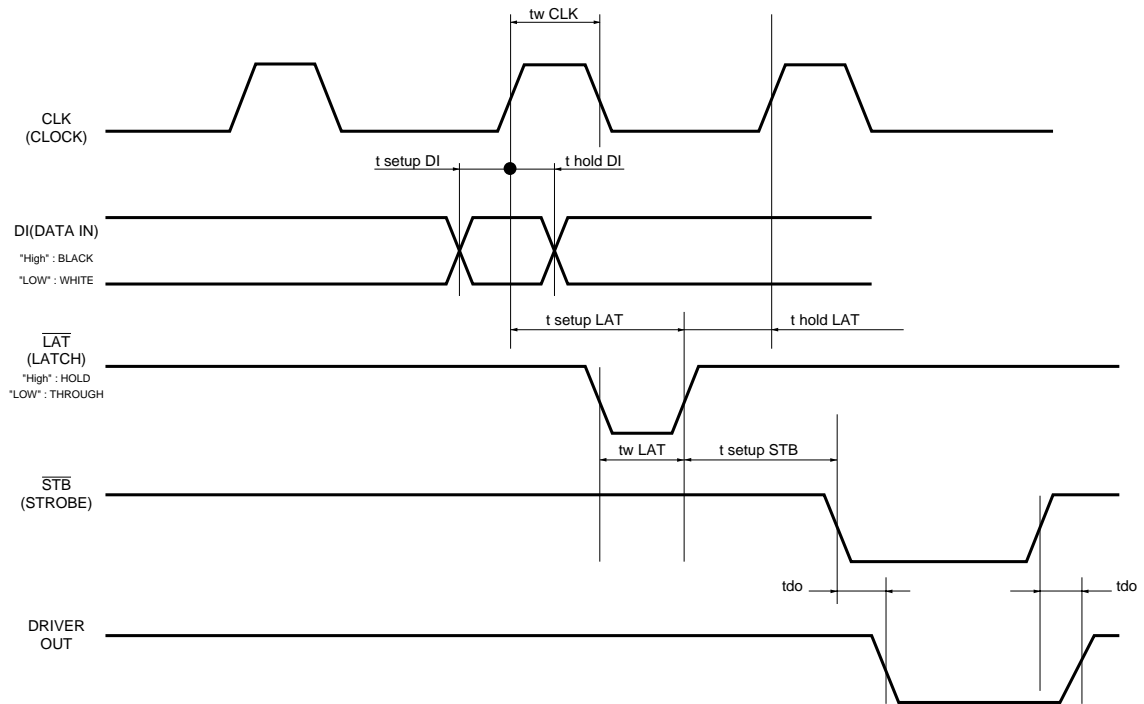 tw CLK
CLK
(CLOCK)
t setup DI
t hold DI
DI(DATA IN)
"High" : BLACK
"LOW" : WHITE
t setup LAT
t hold LAT
LAT
(LATCH)
"High" : HOLD
"LOW" : THROUGH
tw LAT
t setup STB
STB
(STROBE)
tdo
tdo
DRIVER
OUT